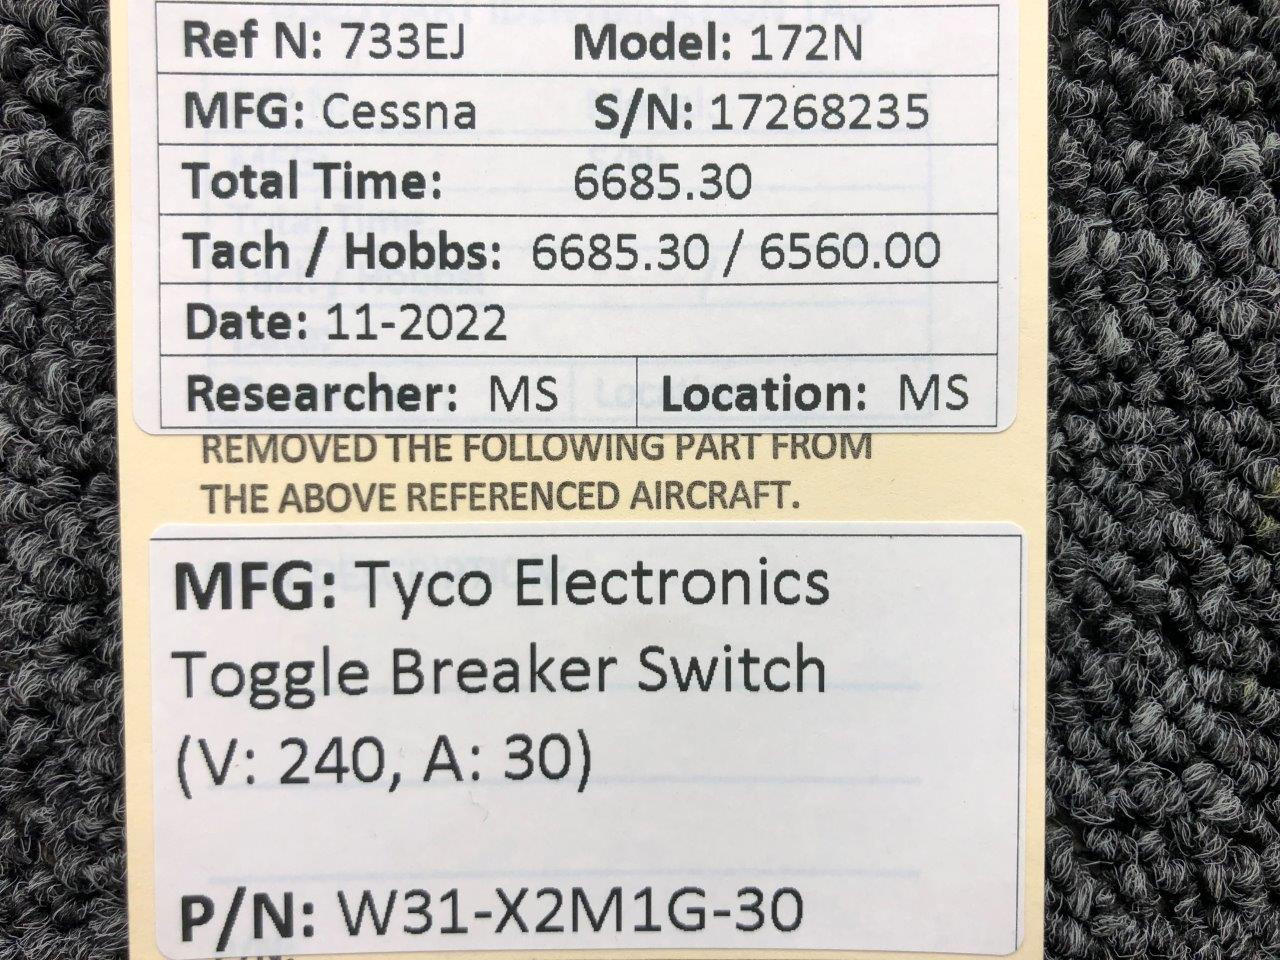 Ref N: 733EJ Model: 172N
MFG: Cessna S/N: 17268235
Total Time: 6685.30
Tach / Hobbs: 6685.30 / 6560.00
Date: 11-2022
Researcher: MS Location: MS
REMOVED THE FOLLOWING PART FROM
THE ABOVE REFERENCED AIRCRAFT.
MFG: Tyco Electronics
Toggle Breaker Switch
(V: 240, A: 30)
P/N: W31-X2M1G-30